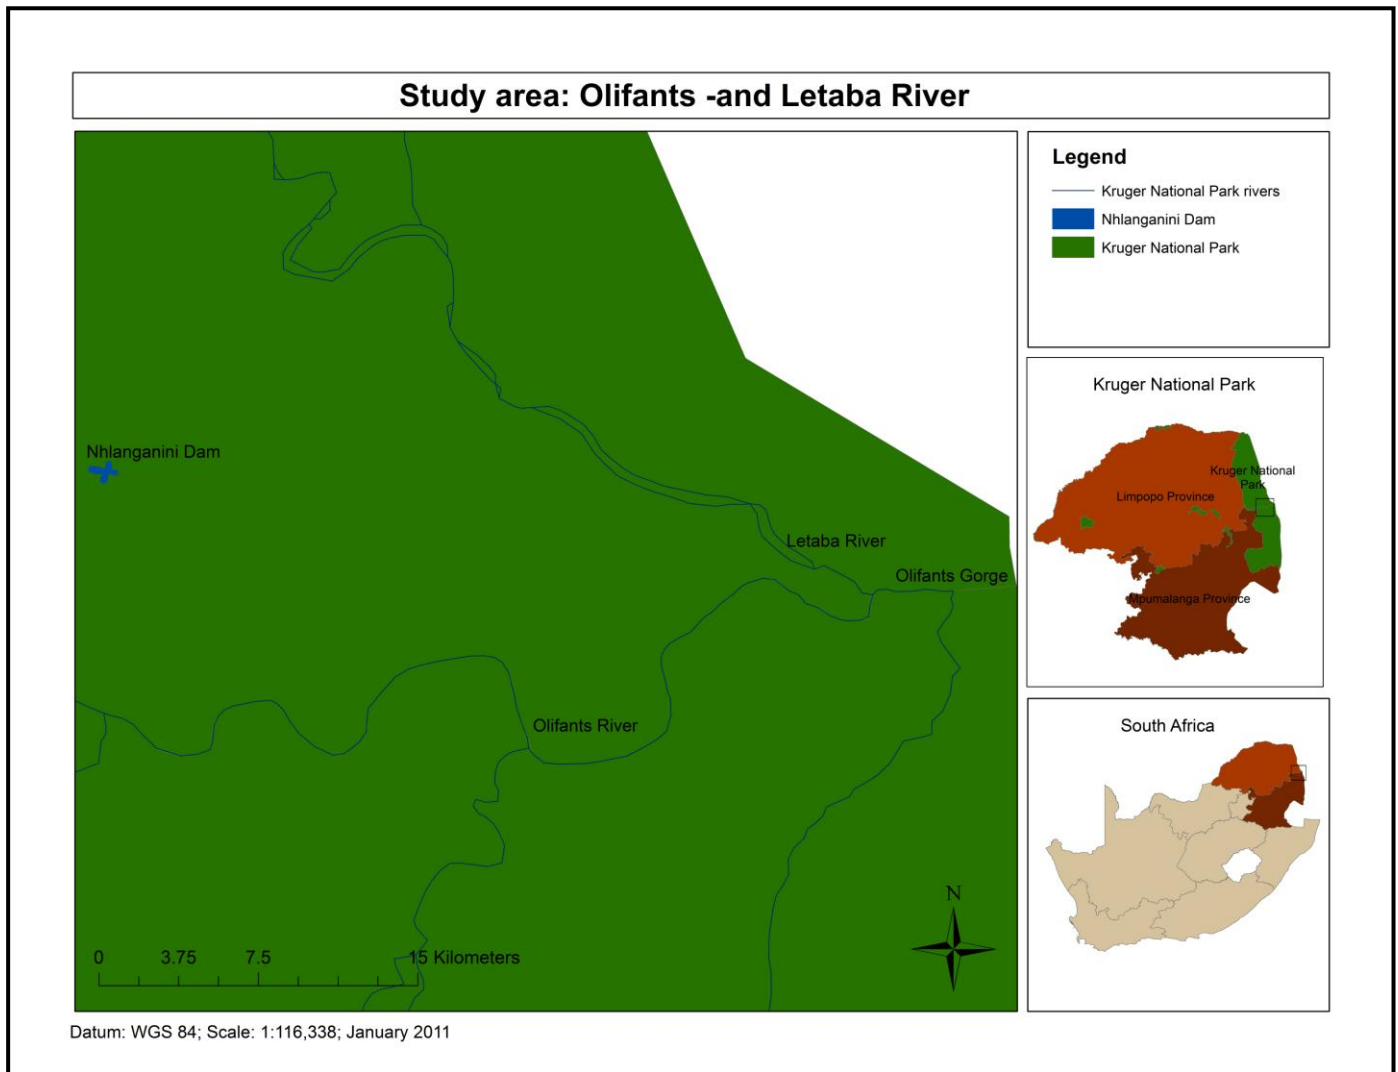 Study area: Olifants -and Letaba River
Legend
Kruger National Park rivers
Nhlanganini Dam
Kruger National Park
Nhlanganini Dam
Letaba River
Olifants Gorge
Olifants River
N
0 3.75 7.5 15 Kilometers
Kruger National Park
Kruger National
Park
Limpopo Province
Mpumalanga Province
South Africa
Datum: WGS 84; Scale: 1:116,338; January 2011